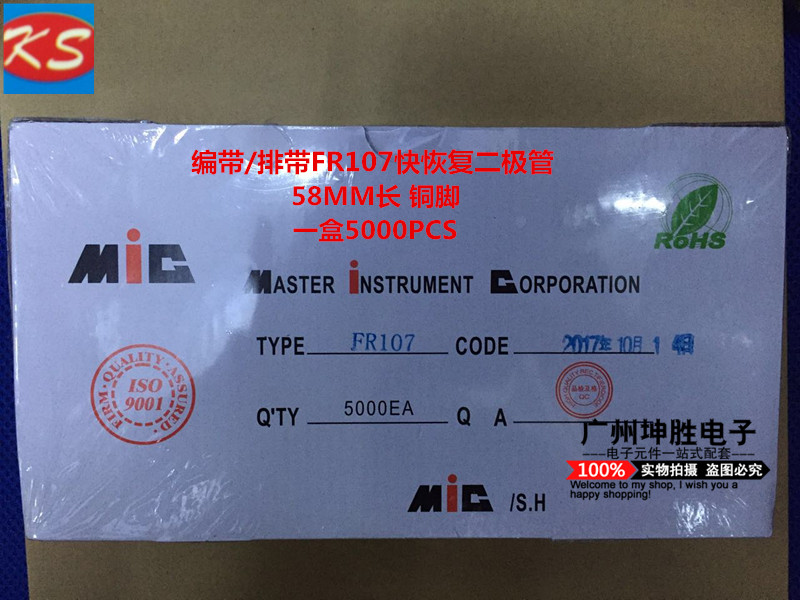 KS
编带/排带FR107快恢复二极管
58MM长 铜脚
一盒5000PCS
RoHS
MiC
MASTER INSTRUMENT CORPORATION
TYPE FR107 CODE 2017年10月1
FIRM QUALITY ASSURED
ISO
9001
Q'TY 5000EA Q A
QC
广州坤胜电子
电子元件一站式配套
100% 实物拍摄 盗图必究
Welcome to my shop, I wish you a
happy shopping!
MiC /S.H